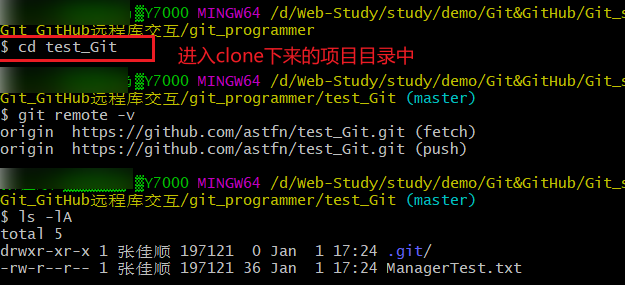 Y7000 MINGW64 /d/Web-Study/study/demo/Git&GitHub/Git_s
Git_GitHub远程库交互/git_programmer
$ cd test_Git
进入clone下来的项目目录中
Y7000 MINGW64 /d/Web-Study/study/demo/Git&GitHub/Git_s
Git_GitHub远程库交互/git_programmer/test_Git (master)
$ git remote -v
origin  https://github.com/astfn/test_Git.git (fetch)
origin  https://github.com/astfn/test_Git.git (push)
Y7000 MINGW64 /d/Web-Study/study/demo/Git&GitHub/Git_s
Git_GitHub远程库交互/git_programmer/test_Git (master)
$ ls -lA
total 5
drwxr-xr-x 1 张佳顺 197121  0 Jan  1 17:24 .git/
-rw-r--r-- 1 张佳顺 197121 36 Jan  1 17:24 ManagerTest.txt